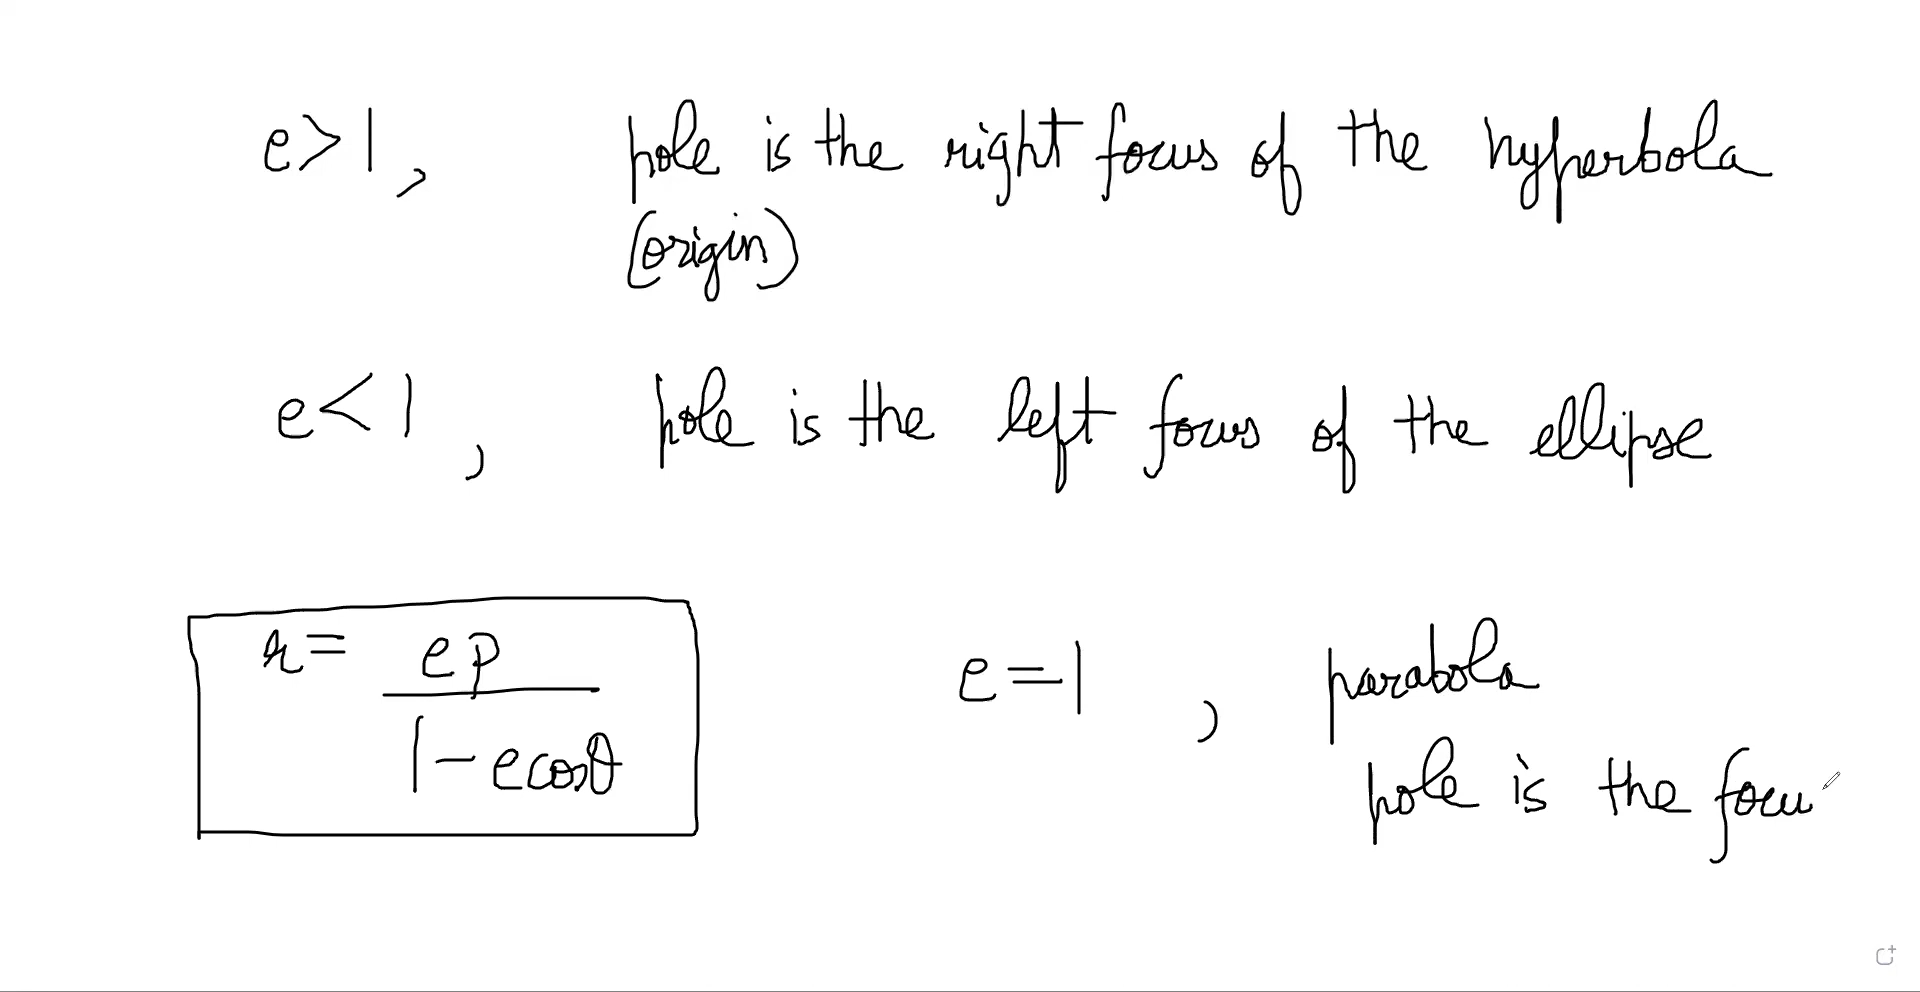 e>1, pole is the right focus of the hyperbola
(origin)
e<1, pole is the left focus of the ellipse
r = ep / 1 - e cosθ
e=1, parabola
pole is the focu